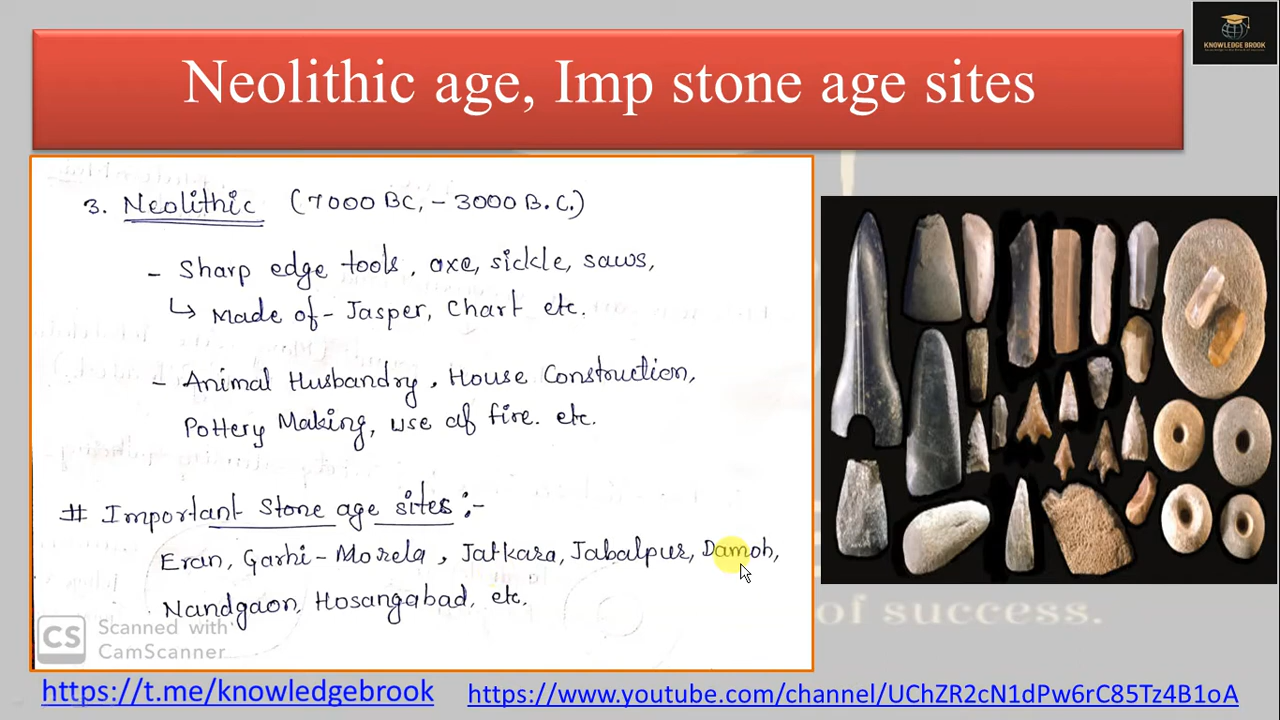 KNOWLEDGE BROOK
Neolithic age, Imp stone age sites
3. Neolithic (7000 BC, - 3000 B.C.)
- Sharp edge tools, axe, sickle, saws,
↳ Made of - Jasper, Chart etc.
- Animal Husbandry, House Construction,
Pottery Making, use of fire. etc.
# Important Stone age sites :-
Eran, Garhi - Morela, Jatkara, Jabalpur, Damoh,
Nandgaon, Hosangabad, etc,
CS Scanned with
CamScanner
of success.
https://t.me/knowledgebrook https://www.youtube.com/channel/UChZR2cN1dPw6rC85Tz4B1oA